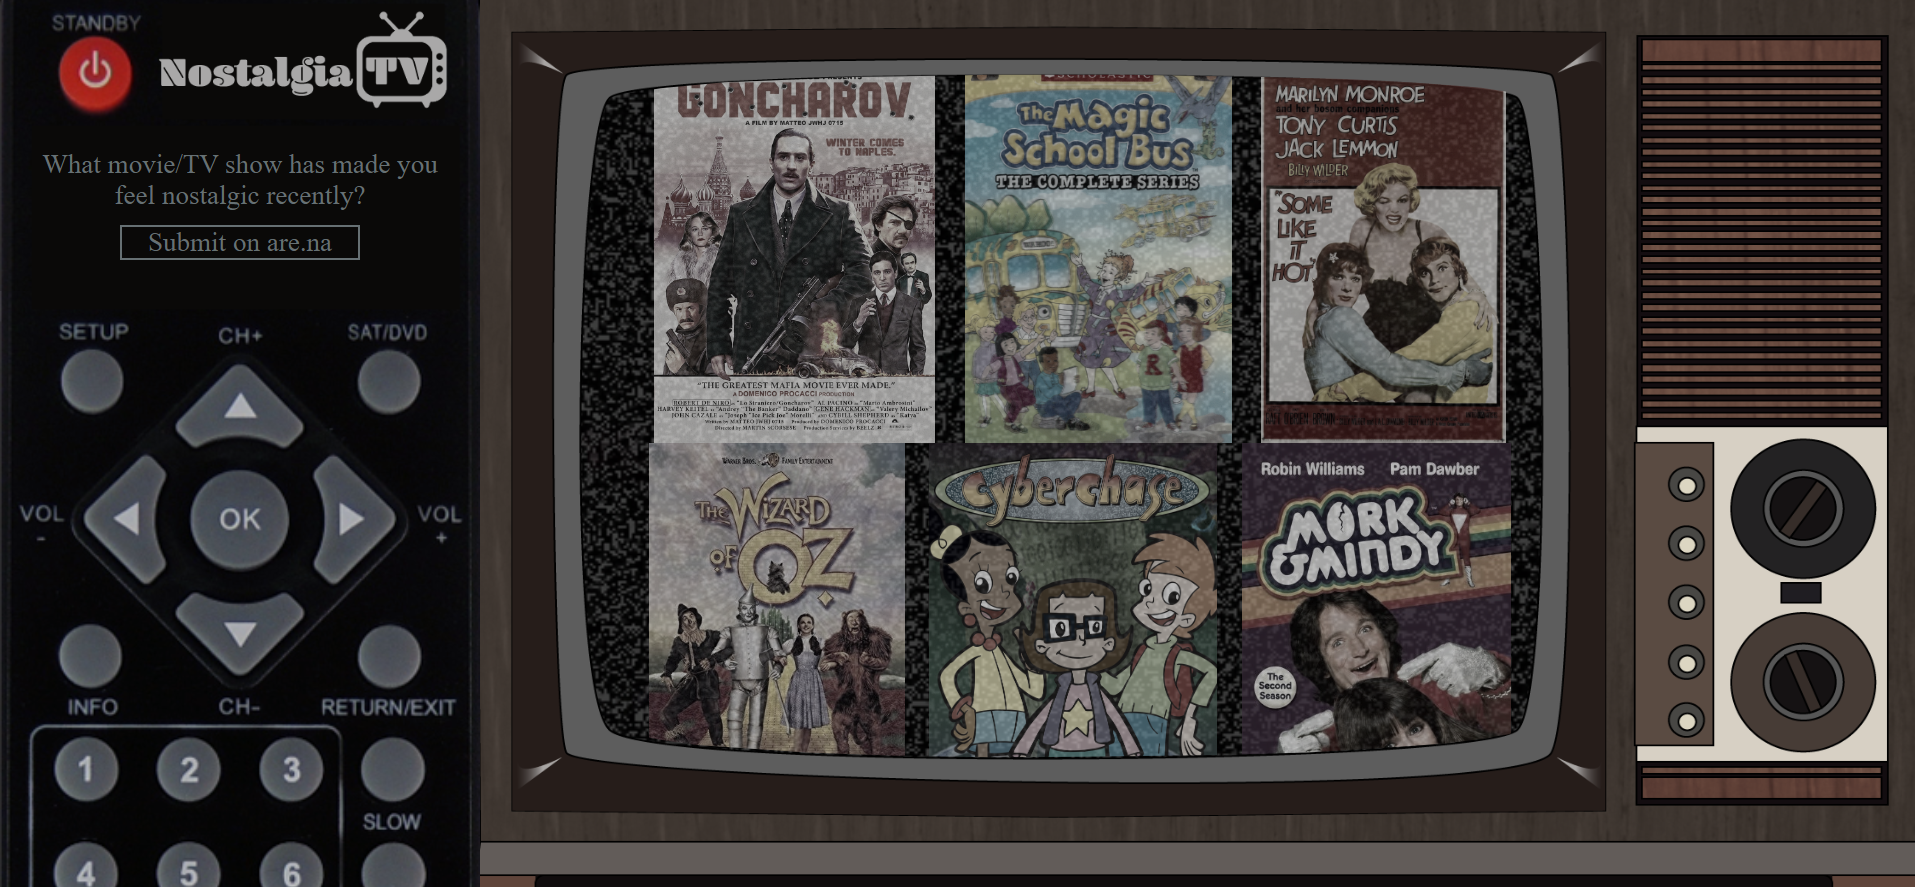 STANDBY
Nostalgia TV
What movie/TV show has made you
feel nostalgic recently?
Submit on are.na
SETUP
CH+
SAT/DVD
VOL
-
OK
VOL
+
INFO
CH-
RETURN/EXIT
1 2 3
SLOW
4 5 6
GONCHAROV
A FILM BY MATTEO JWHJ 0715
WINTER COMES
TO NAPLES.
"THE GREATEST MAFIA MOVIE EVER MADE."
A DOMENICO PROCACCI PRODUCTION
SCHOLASTIC
The Magic
School Bus
THE COMPLETE SERIES
R
MARILYN MONROE
and her bosom companions
TONY CURTIS
JACK LEMMON
BILLY WILDER
"SOME
LIKE
IT
HOT"
WARNER BROS. FAMILY ENTERTAINMENT
THE WIZARD
OF OZ
Cyberchase
Robin Williams Pam Dawber
MORK
&MINDY
The
Second
Season